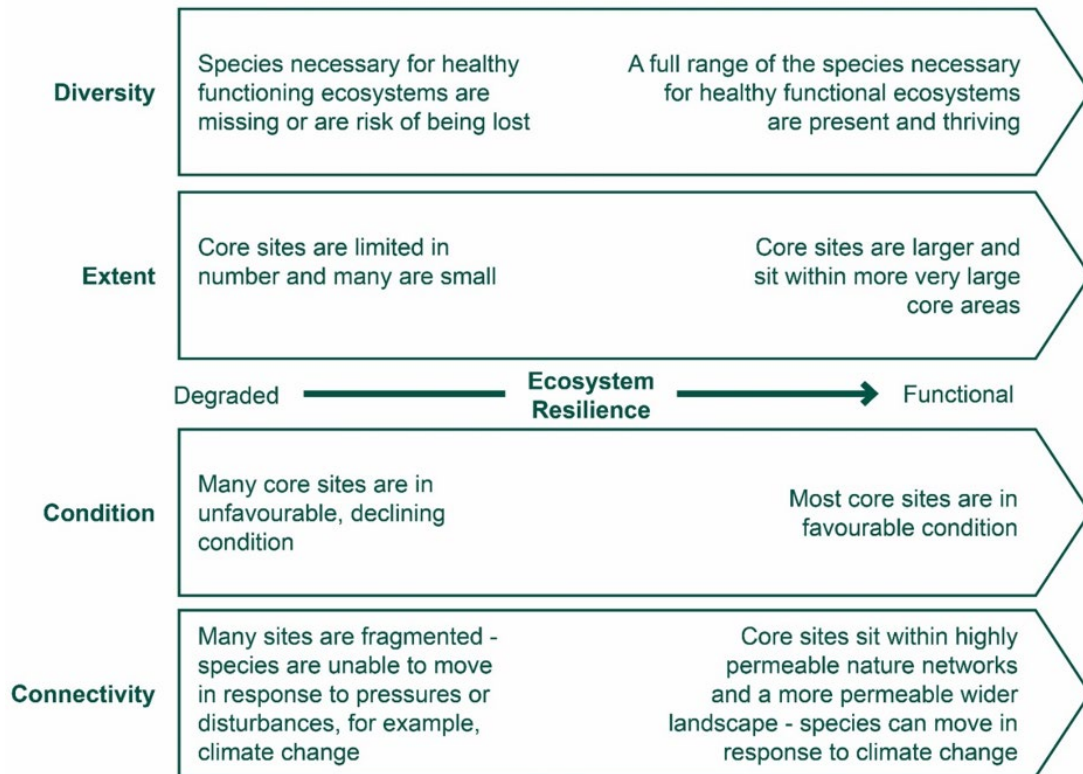 Diversity
Species necessary for healthy
functioning ecosystems are
missing or are risk of being lost
A full range of the species necessary
for healthy functional ecosystems
are present and thriving
Extent
Core sites are limited in
number and many are small
Core sites are larger and
sit within more very large
core areas
Degraded
Ecosystem
Resilience
Functional
Condition
Many core sites are in
unfavourable, declining
condition
Most core sites are in
favourable condition
Connectivity
Many sites are fragmented -
species are unable to move
in response to pressures or
disturbances, for example,
climate change
Core sites sit within highly
permeable nature networks
and a more permeable wider
landscape - species can move in
response to climate change